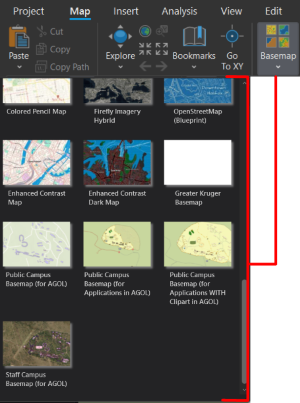 Project Map Insert Analysis View Edit
Cut
Copy
Copy Path
Paste
Explore
Bookmarks
Go
To XY
Basemap
Colored Pencil Map
Firefly Imagery
Hybrid
OpenStreetMap
(Blueprint)
Enhanced Contrast
Map
Enhanced Contrast
Dark Map
Greater Kruger
Basemap
Public Campus
Basemap (for AGOL)
Public Campus
Basemap (for
Applications in AGOL)
Public Campus
Basemap (for
Applications WITH
Clipart in AGOL)
Staff Campus
Basemap (for AGOL)